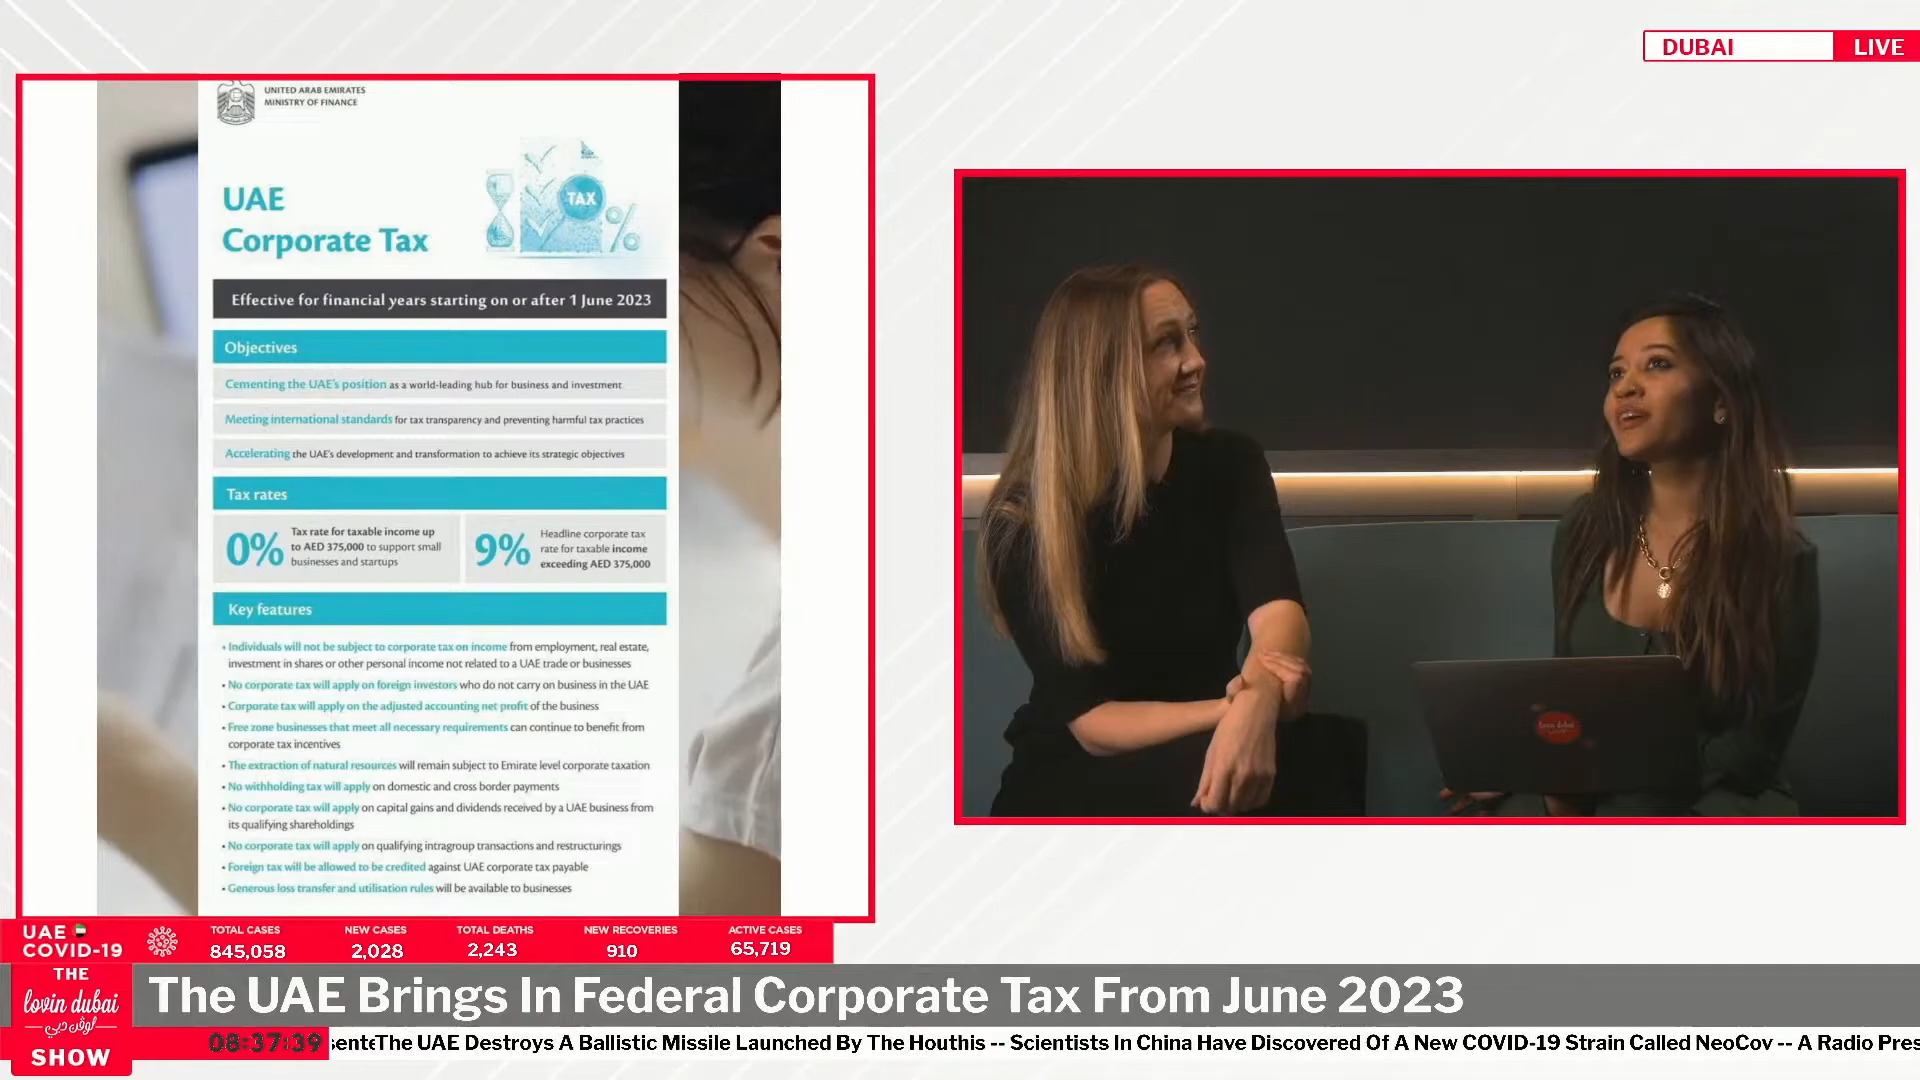 DUBAI
LIVE
UNITED ARAB EMIRATES
MINISTRY OF FINANCE
TAX
%
UAE
Corporate Tax
Effective for financial years starting on or after 1 June 2023
Objectives
Cementing the UAE's position as a world-leading hub for business and investment
Meeting international standards for tax transparency and preventing harmful tax practices
Accelerating the UAE's development and transformation to achieve its strategic objectives
Tax rates
0%
Tax rate for taxable income up
to AED 375,000 to support small
businesses and startups
9%
Headline corporate tax
rate for taxable income
exceeding AED 375,000
Key features
• Individuals will not be subject to corporate tax on income from employment, real estate,
investment in shares or other personal income not related to a UAE trade or businesses
• No corporate tax will apply on foreign investors who do not carry on business in the UAE
• Corporate tax will apply on the adjusted accounting net profit of the business
• Free zone businesses that meet all necessary requirements can continue to benefit from
corporate tax incentives
• The extraction of natural resources will remain subject to Emirate level corporate taxation
• No withholding tax will apply on domestic and cross border payments
• No corporate tax will apply on capital gains and dividends received by a UAE business from
its qualifying shareholdings
• No corporate tax will apply on qualifying intragroup transactions and restructurings
• Foreign tax will be allowed to be credited against UAE corporate tax payable
• Generous loss transfer and utilisation rules will be available to businesses
lovin dubai
UAE
COVID-19
TOTAL CASES
845,058
NEW CASES
2,028
TOTAL DEATHS
2,243
NEW RECOVERIES
910
ACTIVE CASES
65,719
THE
lovin dubai
لوڤن دبي
SHOW
The UAE Brings In Federal Corporate Tax From June 2023
08:37:39
The UAE Destroys A Ballistic Missile Launched By The Houthis -- Scientists In China Have Discovered Of A New COVID-19 Strain Called NeoCov -- A Radio Pres